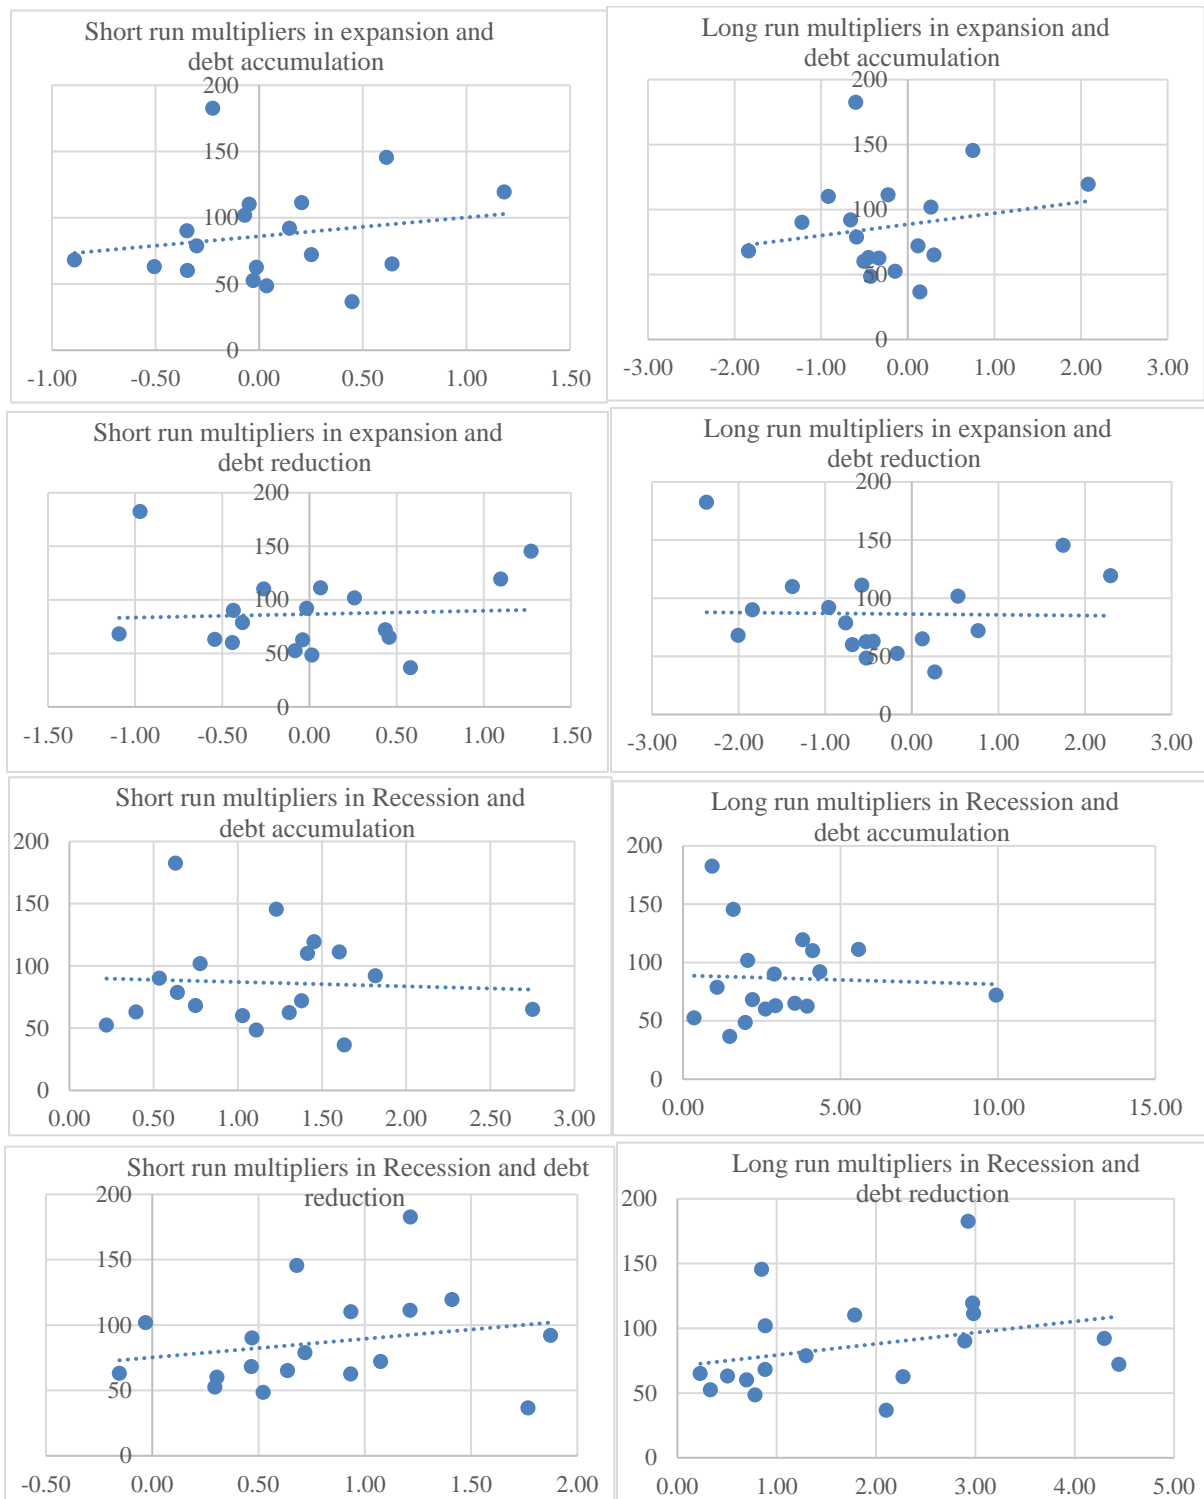 Short run multipliers in expansion and
debt accumulation
200
150
100
50
0
-1.00 -0.50 0.00 0.50 1.00 1.50
Long run multipliers in expansion and
debt accumulation
200
150
100
50
0
-3.00 -2.00 -1.00 0.00 1.00 2.00 3.00
Short run multipliers in expansion and
debt reduction
200
150
100
50
0
-1.50 -1.00 -0.50 0.00 0.50 1.00 1.50
Long run multipliers in expansion and
debt reduction
200
150
100
50
0
-3.00 -2.00 -1.00 0.00 1.00 2.00 3.00
Short run multipliers in Recession and
debt accumulation
200
150
100
50
0
0.00 0.50 1.00 1.50 2.00 2.50 3.00
Long run multipliers in Recession and
debt accumulation
200
150
100
50
0
0.00 5.00 10.00 15.00
Short run multipliers in Recession and debt
reduction
200
150
100
50
0
-0.50 0.00 0.50 1.00 1.50 2.00
Long run multipliers in Recession and
debt reduction
200
150
100
50
0
0.00 1.00 2.00 3.00 4.00 5.00